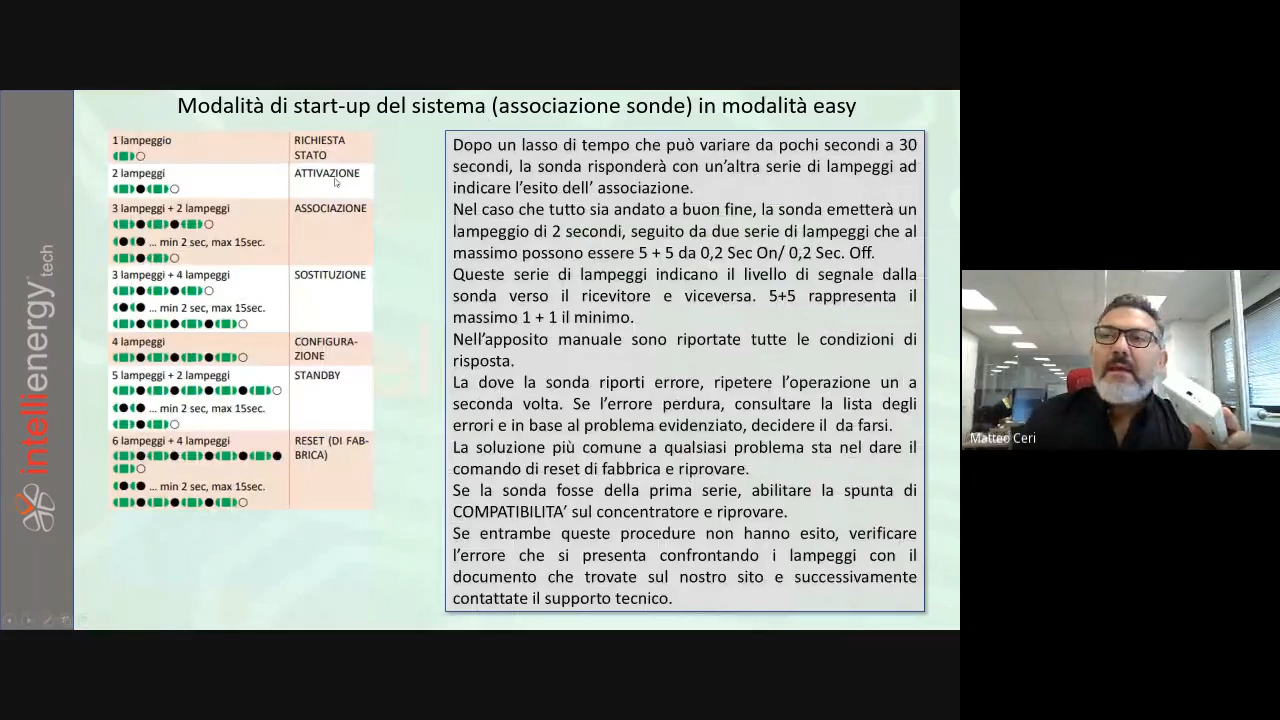 Modalità di start-up del sistema (associazione sonde) in modalità easy
1 lampeggio
RICHIESTA
STATO
2 lampeggi
ATTIVAZIONE
3 lampeggi + 2 lampeggi
ASSOCIAZIONE
... min 2 sec, max 15sec.
3 lampeggi + 4 lampeggi
SOSTITUZIONE
... min 2 sec, max 15sec.
4 lampeggi
CONFIGURA-
ZIONE
5 lampeggi + 2 lampeggi
STANDBY
... min 2 sec, max 15sec.
6 lampeggi + 4 lampeggi
RESET (DI FAB-
BRICA)
... min 2 sec, max 15sec.
Dopo un lasso di tempo che può variare da pochi secondi a 30
secondi, la sonda risponderà con un'altra serie di lampeggi ad
indicare l'esito dell' associazione.
Nel caso che tutto sia andato a buon fine, la sonda emetterà un
lampeggio di 2 secondi, seguito da due serie di lampeggi che al
massimo possono essere 5 + 5 da 0,2 Sec On/ 0,2 Sec. Off.
Queste serie di lampeggi indicano il livello di segnale dalla
sonda verso il ricevitore e viceversa. 5+5 rappresenta il
massimo 1 + 1 il minimo.
Nell'apposito manuale sono riportate tutte le condizioni di
risposta.
La dove la sonda riporti errore, ripetere l'operazione un a
seconda volta. Se l'errore perdura, consultare la lista degli
errori e in base al problema evidenziato, decidere il da farsi.
La soluzione più comune a qualsiasi problema sta nel dare il
comando di reset di fabbrica e riprovare.
Se la sonda fosse della prima serie, abilitare la spunta di
COMPATIBILITA' sul concentratore e riprovare.
Se entrambe queste procedure non hanno esito, verificare
l'errore che si presenta confrontando i lampeggi con il
documento che trovate sul nostro sito e successivamente
contattate il supporto tecnico.
intellienergy tech
Matteo Ceri